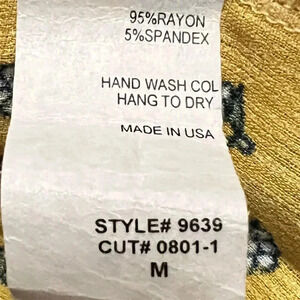 95%RAYON
5%SPANDEX
HAND WASH COL
HANG TO DRY
MADE IN USA
STYLE# 9639
CUT# 0801-1
M